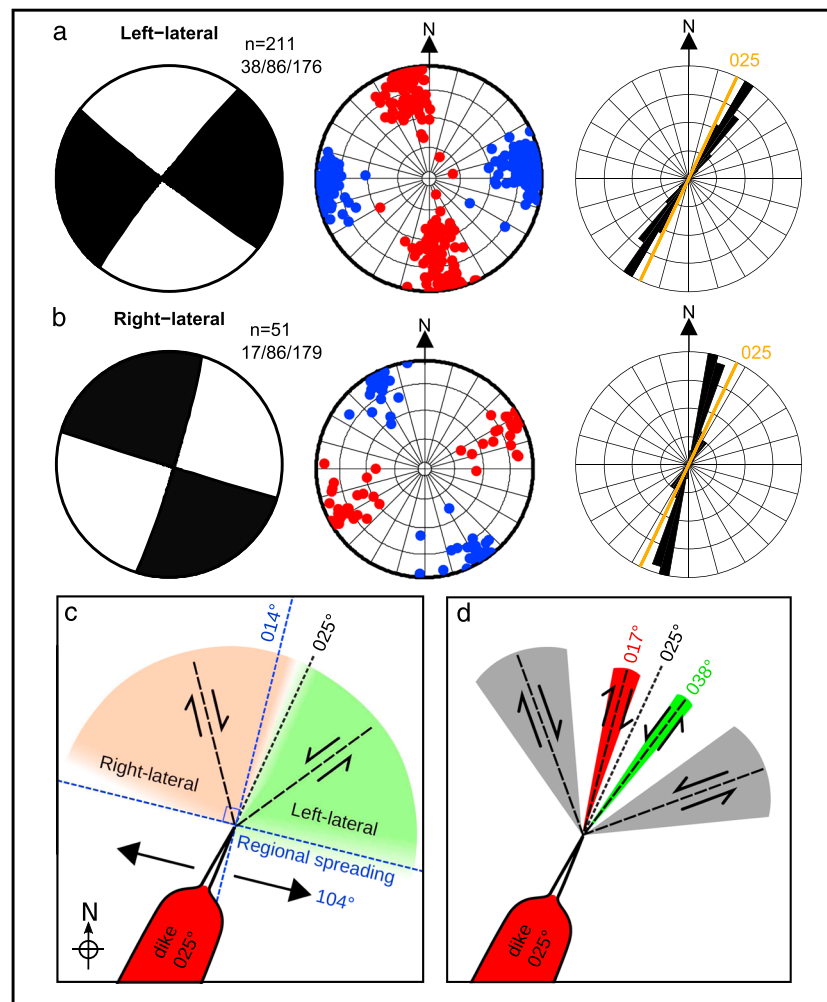 a
Left−lateral
n=211
38/86/176
N
N
025
b
Right−lateral
n=51
17/86/179
N
N
025
c
014°
025°
Right-lateral
Left-lateral
Regional spreading
104°
N
dike
025°
d
017°
025°
038°
dike
025°